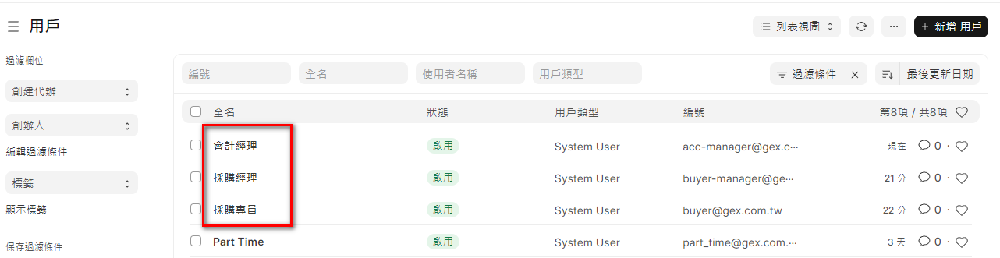 用戶
列表視圖
···
+ 新增 用戶
過濾欄位
創建代辦
創辦人
編輯過濾條件
標籤
顯示標籤
保存過濾條件
編號 全名 使用者名稱 用戶類型 過濾條件 最後更新日期
全名 狀態 用戶類型 編號 第8項 / 共8項
會計經理 啟用 System User acc-manager@gex.c··· 現在 0 ·
採購經理 啟用 System User buyer-manager@ge··· 21 分 0 ·
採購專員 啟用 System User buyer@gex.com.tw 22 分 0 ·
Part Time 啟用 System User part_time@gex.com.··· 3 天 0 ·